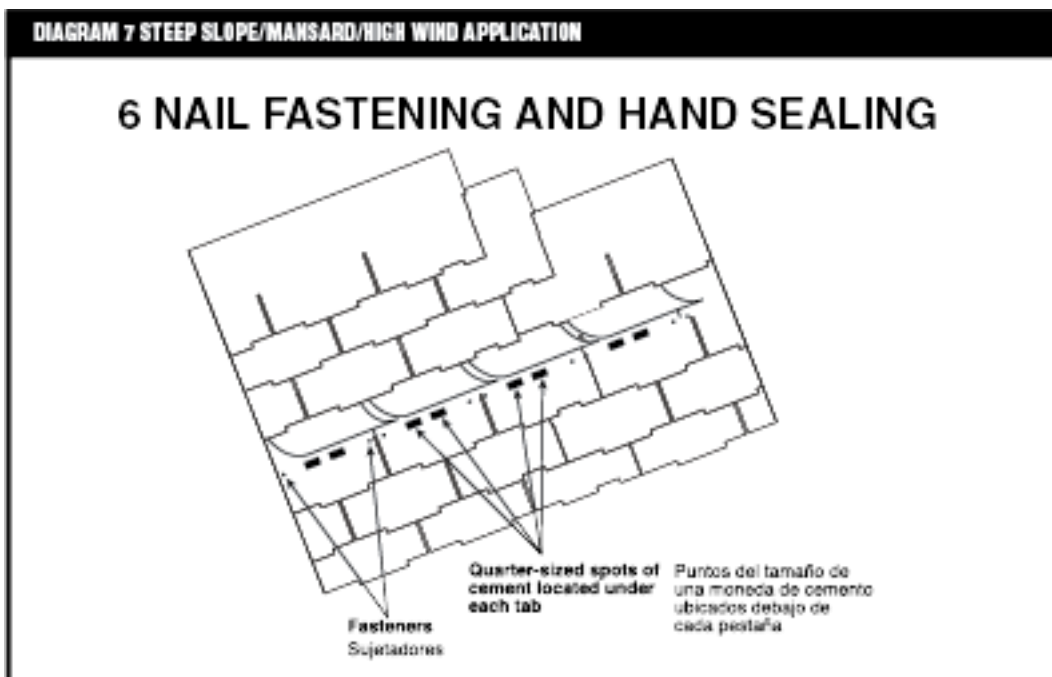 DIAGRAM 7 STEEP SLOPE/MANSARD/HIGH WIND APPLICATION
6 NAIL FASTENING AND HAND SEALING
Quarter-sized spots of
cement located under
each tab
Puntos del tamaño de
una moneda de cemento
ubicados debajo de
cada pestaña
Fasteners
Sujetadores